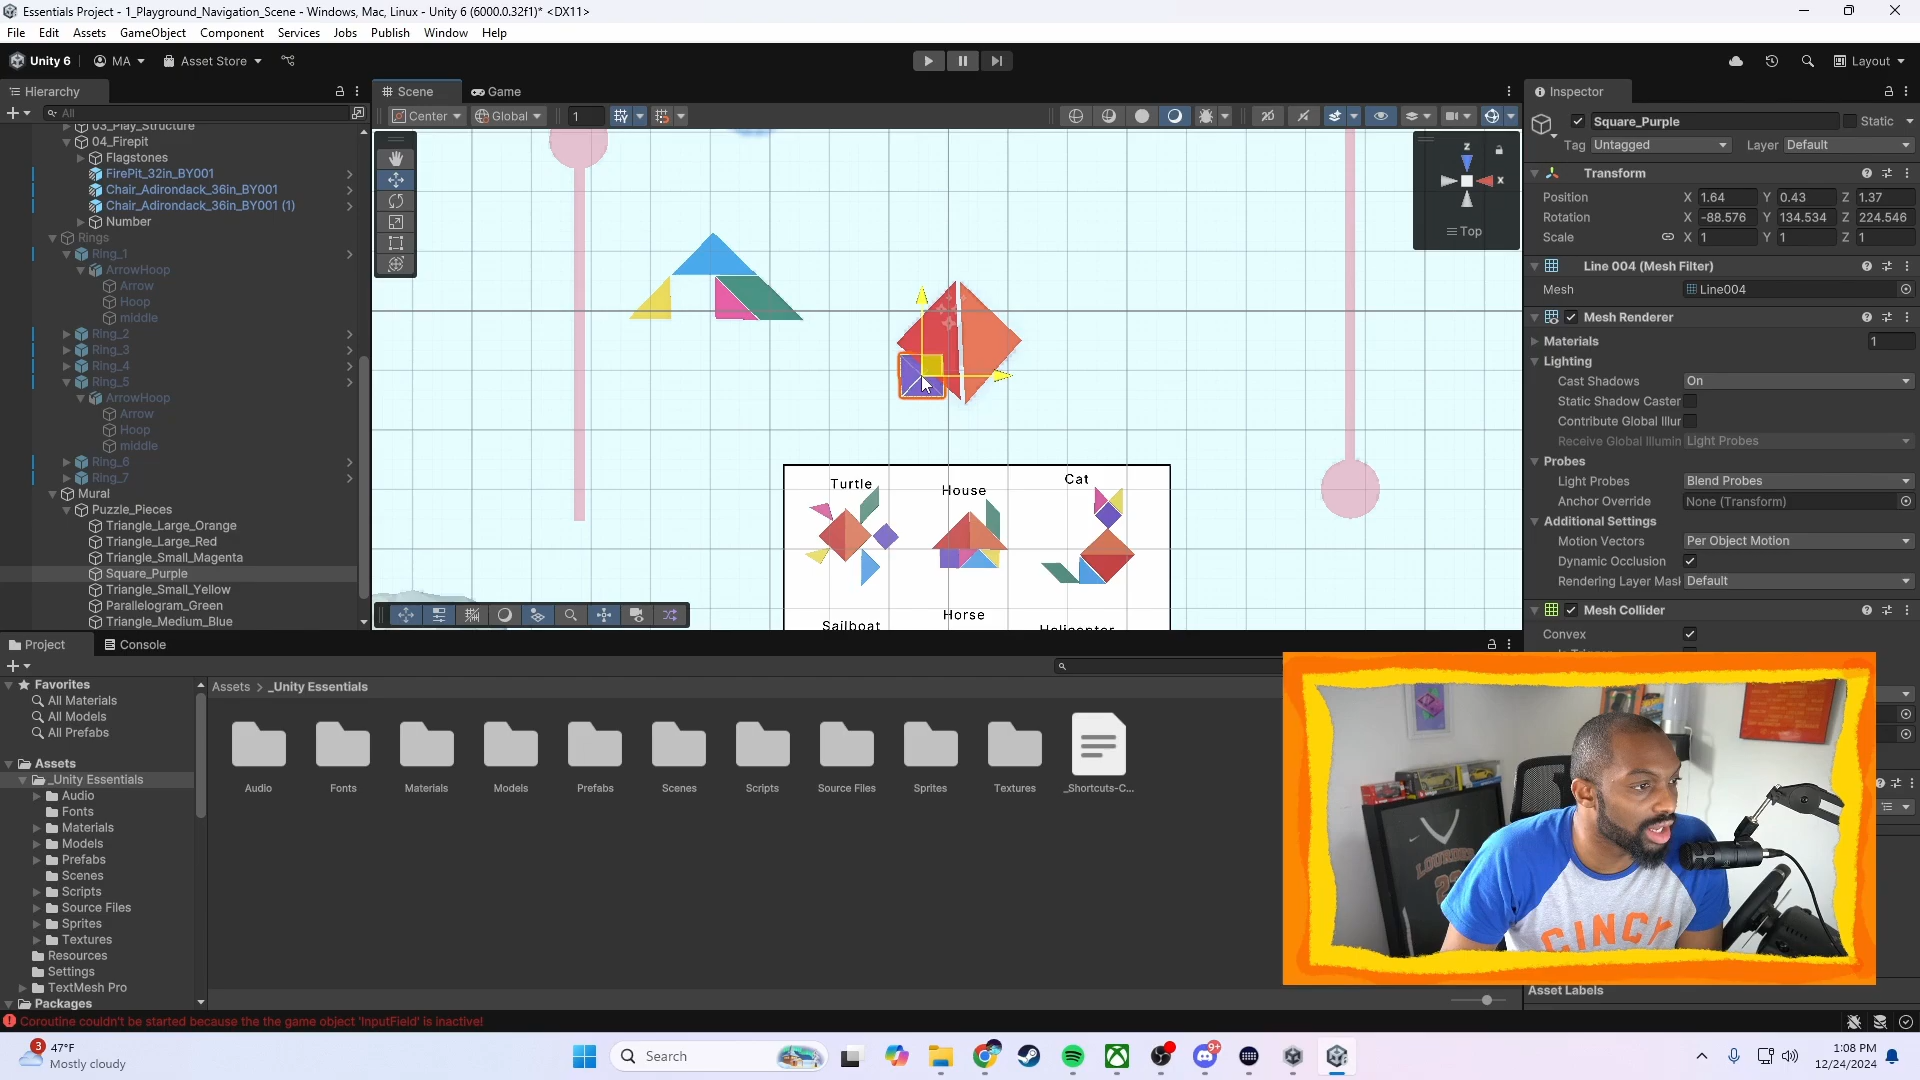 Essentials Project - 1_Playground_Navigation_Scene - Windows, Mac, Linux - Unity 6 (6000.0.32f1)* <DX11>
File Edit Assets GameObject Component Services Jobs Publish Window Help
Unity 6 MA Asset Store Layout
Hierarchy
All
03_Play_Structure
04_Firepit
Flagstones
FirePit_32in_BY001
Chair_Adirondack_36in_BY001
Chair_Adirondack_36in_BY001 (1)
Number
Rings
Ring_1
ArrowHoop
Arrow
Hoop
middle
Ring_2
Ring_3
Ring_4
Ring_5
ArrowHoop
Arrow
Hoop
middle
Ring_6
Ring_7
Mural
Puzzle_Pieces
Triangle_Large_Orange
Triangle_Large_Red
Triangle_Small_Magenta
Square_Purple
Triangle_Small_Yellow
Parallelogram_Green
Triangle_Medium_Blue
Scene Game
Center Global 1
z
x
Top
Turtle House Cat
Sailboat Horse Helicopter
Inspector
Square_Purple Static
Tag Untagged Layer Default
Transform
Position X 1.64 Y 0.43 Z 1.37
Rotation X -88.576 Y 134.534 Z 224.546
Scale X 1 Y 1 Z 1
Line 004 (Mesh Filter)
Mesh Line004
Mesh Renderer
Materials 1
Lighting
Cast Shadows On
Static Shadow Caster
Contribute Global Illur
Receive Global Illumin Light Probes
Probes
Light Probes Blend Probes
Anchor Override None (Transform)
Additional Settings
Motion Vectors Per Object Motion
Dynamic Occlusion
Rendering Layer Mask Default
Mesh Collider
Convex
Asset Labels
Project Console
Favorites
All Materials
All Models
All Prefabs
Assets
_Unity Essentials
Audio
Fonts
Materials
Models
Prefabs
Scenes
Scripts
Source Files
Sprites
Textures
Resources
Settings
TextMesh Pro
Packages
Assets > _Unity Essentials
Audio Fonts Materials Models Prefabs Scenes Scripts Source Files Sprites Textures _Shortcuts-C...
LOURDES
CINCY
Coroutine couldn't be started because the the game object 'InputField' is inactive!
3
47°F
Mostly cloudy
Search
9+
1:08 PM
12/24/2024